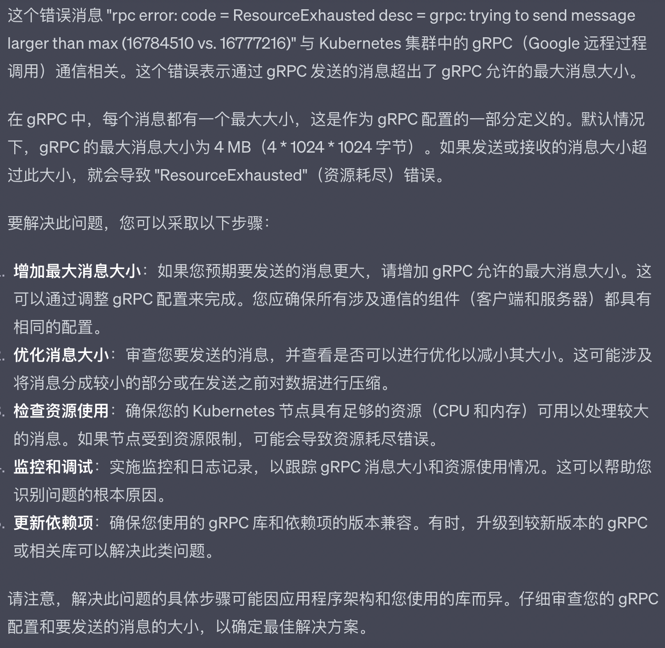 这个错误消息 "rpc error: code = ResourceExhausted desc = grpc: trying to send message
larger than max (16784510 vs. 16777216)" 与 Kubernetes 集群中的 gRPC（Google 远程过程
调用）通信相关。这个错误表示通过 gRPC 发送的消息超出了 gRPC 允许的最大消息大小。
在 gRPC 中，每个消息都有一个最大大小，这是作为 gRPC 配置的一部分定义的。默认情况
下，gRPC 的最大消息大小为 4 MB（4 * 1024 * 1024 字节）。如果发送或接收的消息大小超
过此大小，就会导致 "ResourceExhausted"（资源耗尽）错误。
要解决此问题，您可以采取以下步骤：
. 增加最大消息大小：如果您预期要发送的消息更大，请增加 gRPC 允许的最大消息大小。这
可以通过调整 gRPC 配置来完成。您应确保所有涉及通信的组件（客户端和服务器）都具有
相同的配置。
. 优化消息大小：审查您要发送的消息，并查看是否可以进行优化以减小其大小。这可能涉及
将消息分成较小的部分或在发送之前对数据进行压缩。
. 检查资源使用：确保您的 Kubernetes 节点具有足够的资源（CPU 和内存）可用以处理较大
的消息。如果节点受到资源限制，可能会导致资源耗尽错误。
. 监控和调试：实施监控和日志记录，以跟踪 gRPC 消息大小和资源使用情况。这可以帮助您
识别问题的根本原因。
. 更新依赖项：确保您使用的 gRPC 库和依赖项的版本兼容。有时，升级到较新版本的 gRPC
或相关库可以解决此类问题。
请注意，解决此问题的具体步骤可能因应用程序架构和您使用的库而异。仔细审查您的 gRPC
配置和要发送的消息的大小，以确定最佳解决方案。